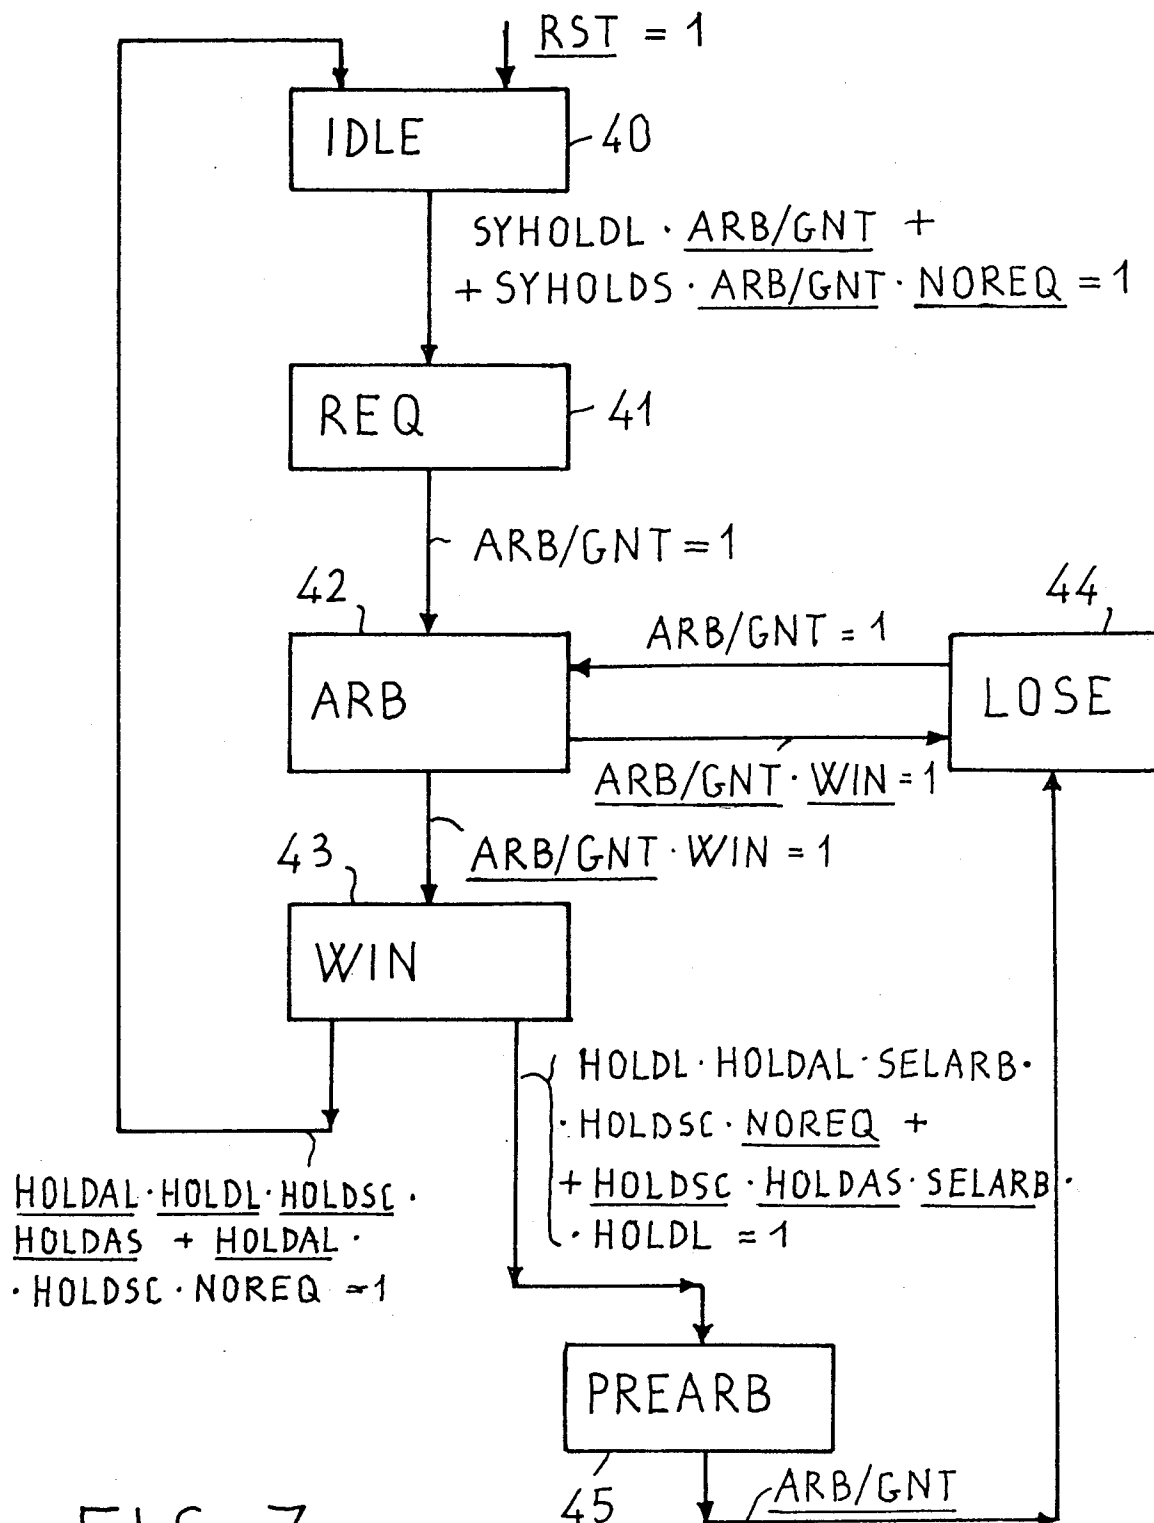 RST = 1
IDLE
40
SYHOLDL · ARB/GNT +
+ SYHOLDS · ARB/GNT · NOREQ = 1
REQ
41
ARB/GNT = 1
42
44
ARB/GNT = 1
ARB
LOSE
ARB/GNT · WIN = 1
43
ARB/GNT · WIN = 1
WIN
HOLDL · HOLDAL · SELARB ·
· HOLDSC · NOREQ +
+ HOLDSC · HOLDAS · SELARB ·
· HOLDL = 1
HOLDAL · HOLDL · HOLDSC ·
HOLDAS + HOLDAL ·
· HOLDSC · NOREQ = 1
PREARB
45
ARB/GNT